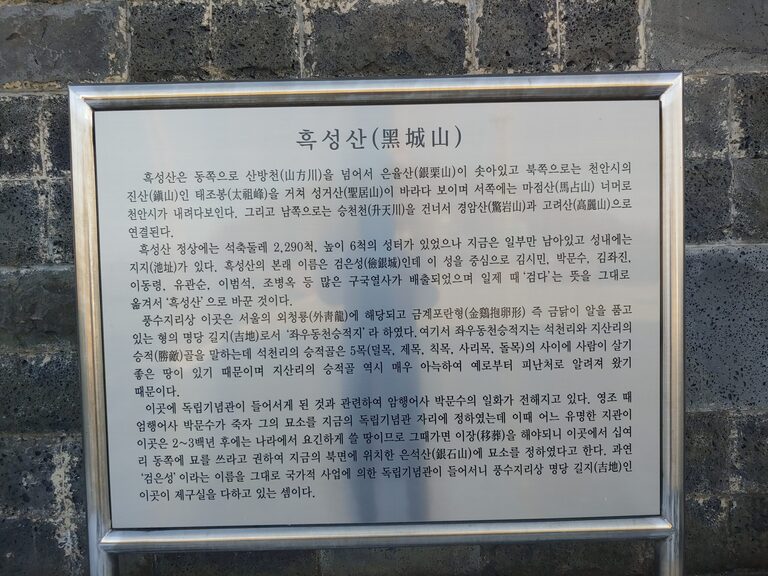 흑성산(黑城山)
흑성산은 동쪽으로 산방천(山方川)을 넘어서 은율산(銀栗山)이 솟아있고 북쪽으로는 천안시의
진산(鎭山)인 태조봉(太祖峰)을 거쳐 성거산(聖居山)이 바라다 보이며 서쪽에는 마점산(馬占山) 너머로
천안시가 내려다보인다. 그리고 남쪽으로는 승천천(升天川)을 건너서 경암산(驚岩山)과 고려산(高麗山)으로
연결된다.
흑성산 정상에는 석축둘레 2,290척, 높이 6척의 성터가 있었으나 지금은 일부만 남아있고 성내에는
지지(池址)가 있다. 흑성산의 본래 이름은 검은성(儉銀城)인데 이 성을 중심으로 김시민, 박문수, 김좌진,
이동령, 유관순, 이범석, 조병옥 등 많은 구국열사가 배출되었으며 일제 때 '검다'는 뜻을 그대로
옮겨서 '흑성산' 으로 바꾼 것이다.
풍수지리상 이곳은 서울의 외청룡(外靑龍)에 해당되고 금계포란형(金鷄抱卵形) 즉 금닭이 알을 품고
있는 형의 명당 길지(吉地)로서 '좌우동천승적지' 라 하였다. 여기서 좌우동천승적지는 석천리와 지산리의
승적(勝敵)골을 말하는데 석천리의 승적골은 5목(덜목, 제목, 칙목, 사리목, 돌목)의 사이에 사람이 살기
좋은 땅이 있기 때문이며 지산리의 승적골 역시 매우 아늑하여 예로부터 피난처로 알려져 왔기
때문이다.
이곳에 독립기념관이 들어서게 된 것과 관련하여 암행어사 박문수의 일화가 전해지고 있다. 영조 때
엄행어사 박문수가 죽자 그의 묘소를 지금의 독립기념관 자리에 정하였는데 이때 어느 유명한 지관이
이곳은 2~3백년 후에는 나라에서 요긴하게 쓸 땅이므로 그때가면 이장(移葬)을 해야되니 이곳에서 십여
리 동쪽에 묘를 쓰라고 권하여 지금의 북면에 위치한 은석산(銀石山)에 묘소를 정하였다고 한다. 과연
'검은성' 이라는 이름을 그대로 국가적 사업에 의한 독립기념관이 들어서니 풍수지리상 명당 길지(吉地)인
이곳이 제구실을 다하고 있는 셈이다.